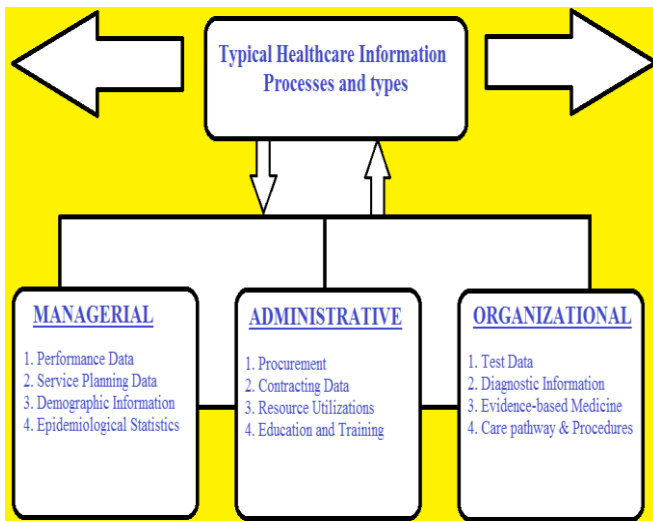 Typical Healthcare Information
Processes and types
MANAGERIAL
1. Performance Data
2. Service Planning Data
3. Demographic Information
4. Epidemiological Statistics
ADMINISTRATIVE
1. Procurement
2. Contracting Data
3. Resource Utilizations
4. Education and Training
ORGANIZATIONAL
1. Test Data
2. Diagnostic Information
3. Evidence-based Medicine
4. Care pathway & Procedures